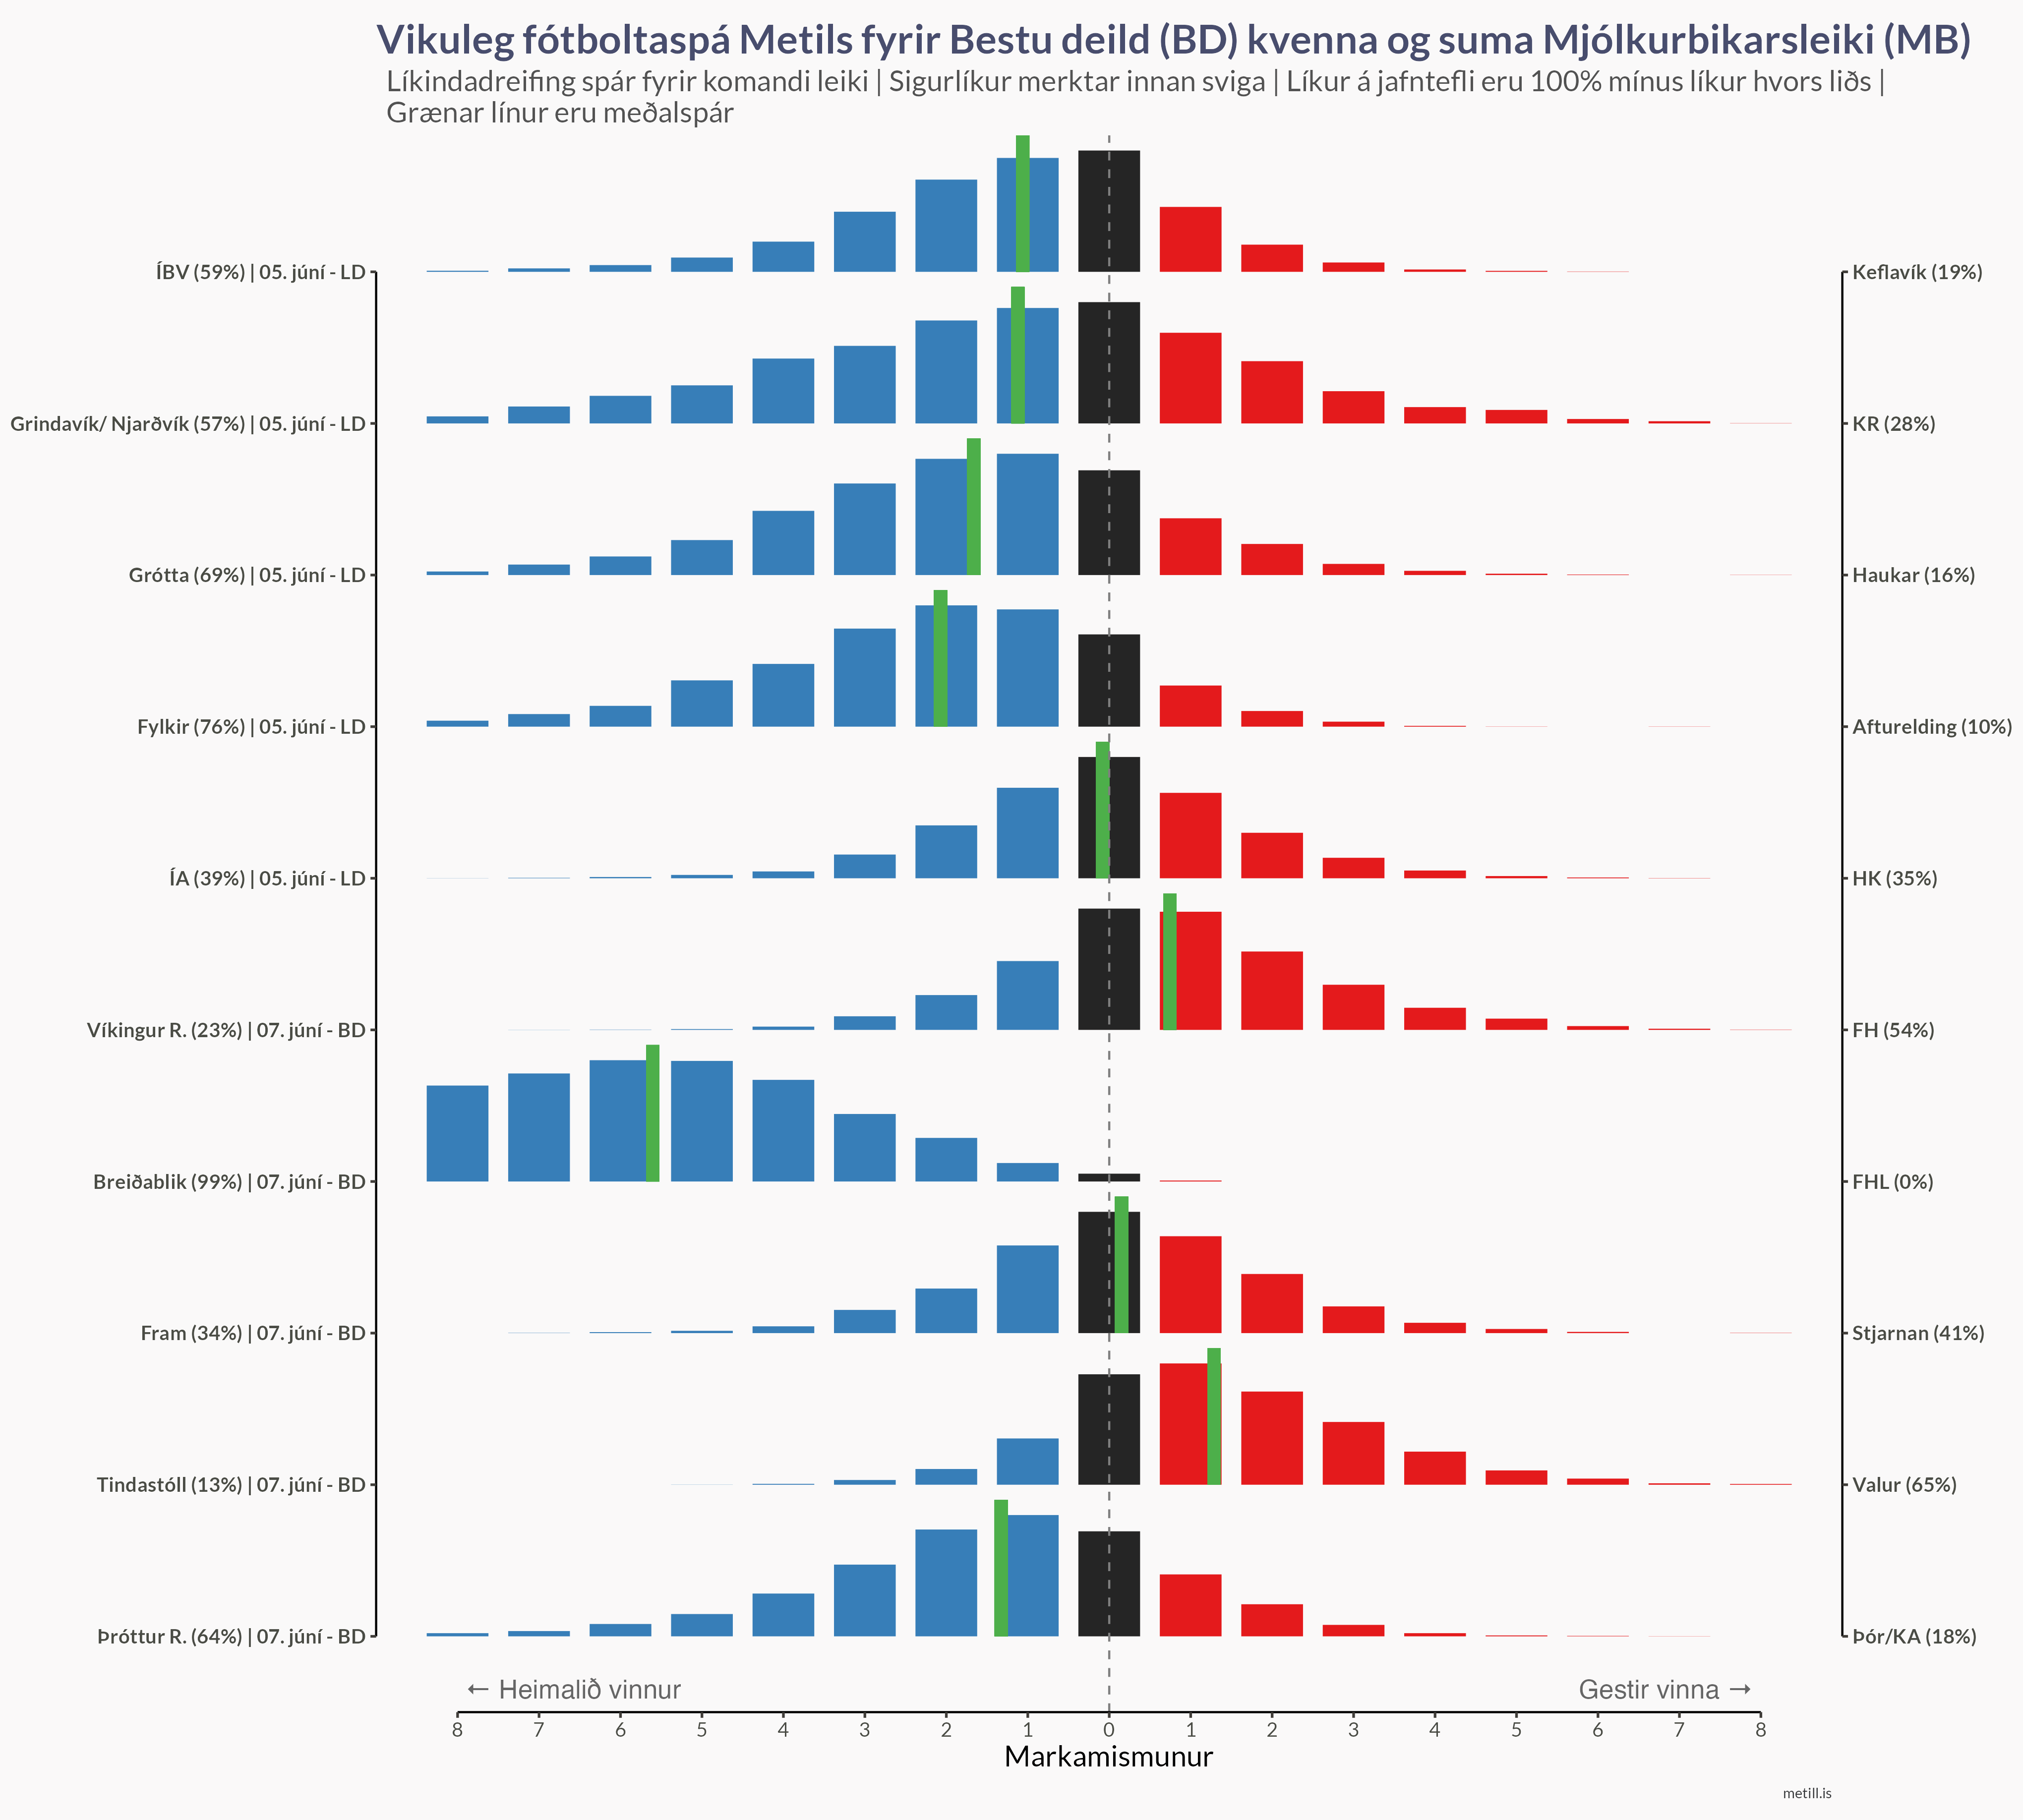 Vikuleg fótboltaspá Metils fyrir Bestu deild (BD) kvenna og suma Mjólkurbikarsleiki (MB)
Líkindadreifing spár fyrir komandi leiki | Sigurlíkur merktar innan sviga | Líkur á jafntefli eru 100% mínus líkur hvors liðs |
Grænar línur eru meðalspár
ÍBV (59%) | 05. júní - LD
Keflavík (19%)
Grindavík/ Njarðvík (57%) | 05. júní - LD
KR (28%)
Grótta (69%) | 05. júní - LD
Haukar (16%)
Fylkir (76%) | 05. júní - LD
Afturelding (10%)
ÍA (39%) | 05. júní - LD
HK (35%)
Víkingur R. (23%) | 07. júní - BD
FH (54%)
Breiðablik (99%) | 07. júní - BD
FHL (0%)
Fram (34%) | 07. júní - BD
Stjarnan (41%)
Tindastóll (13%) | 07. júní - BD
Valur (65%)
Þróttur R. (64%) | 07. júní - BD
Þór/KA (18%)
← Heimalið vinnur
Gestir vinna →
8 7 6 5 4 3 2 1 0 1 2 3 4 5 6 7 8
Markamismunur
metill.is